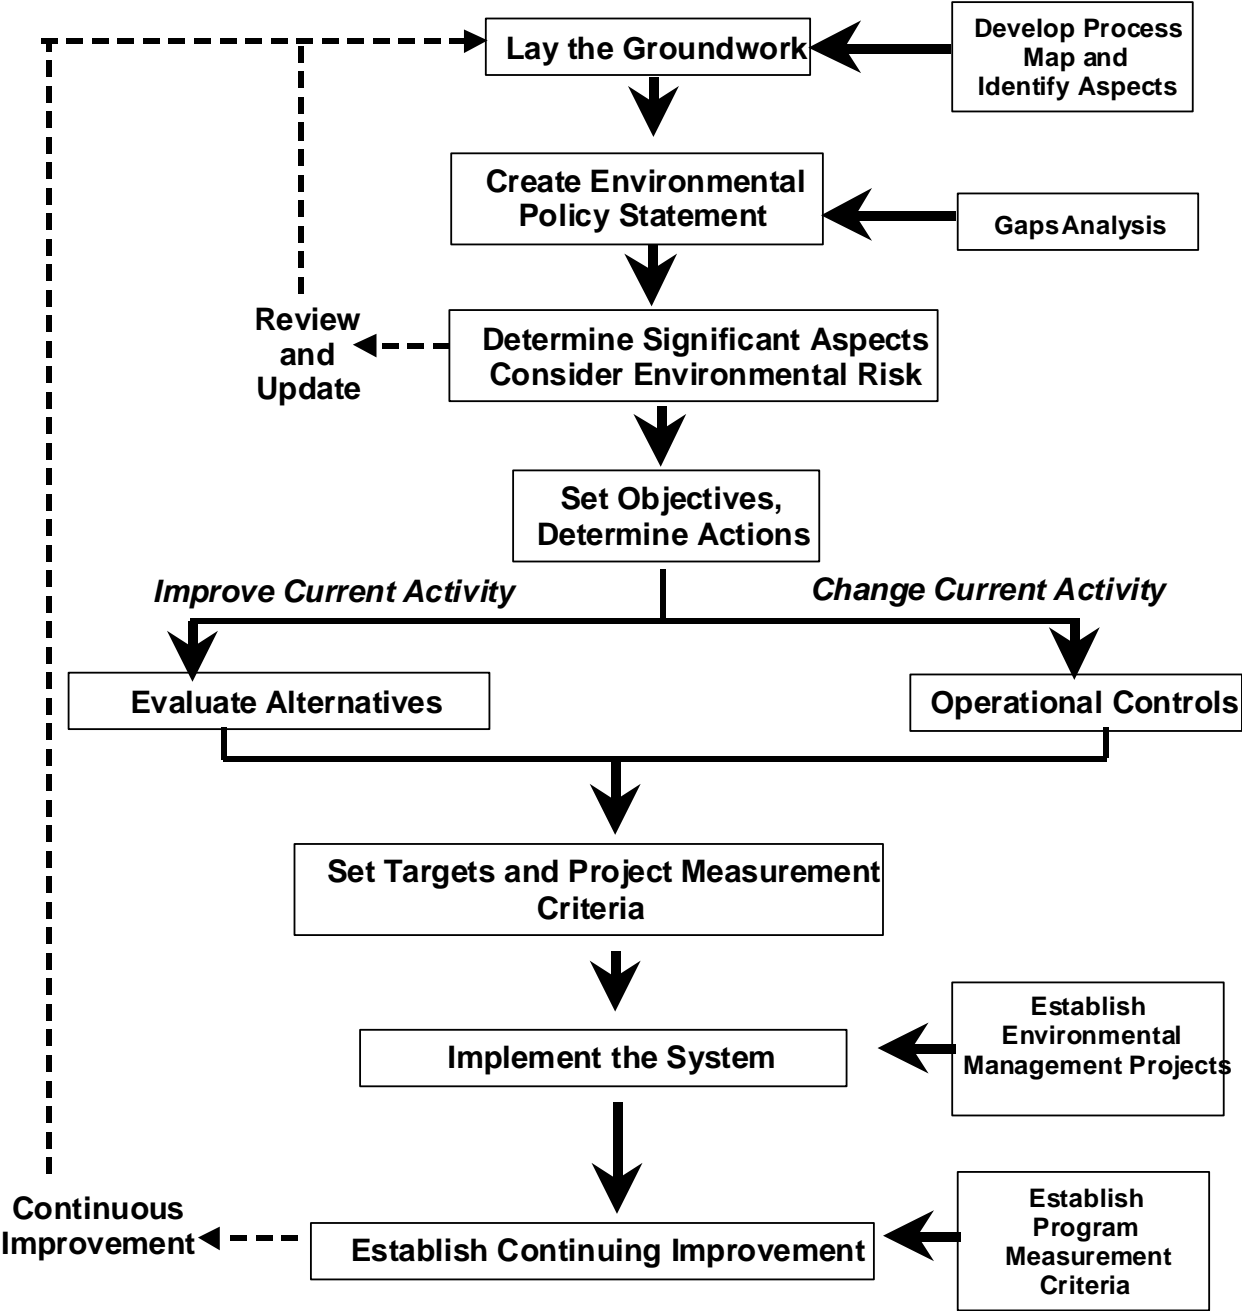 Lay the Groundwork
Develop Process
Map and
Identify Aspects
Create Environmental
Policy Statement
Gaps Analysis
Review
and
Update
Determine Significant Aspects
Consider Environmental Risk
Set Objectives,
Determine Actions
Improve Current Activity
Change Current Activity
Evaluate Alternatives
Operational Controls
Set Targets and Project Measurement
Criteria
Implement the System
Establish
Environmental
Management Projects
Continuous
Improvement
Establish Continuing Improvement
Establish
Program
Measurement
Criteria